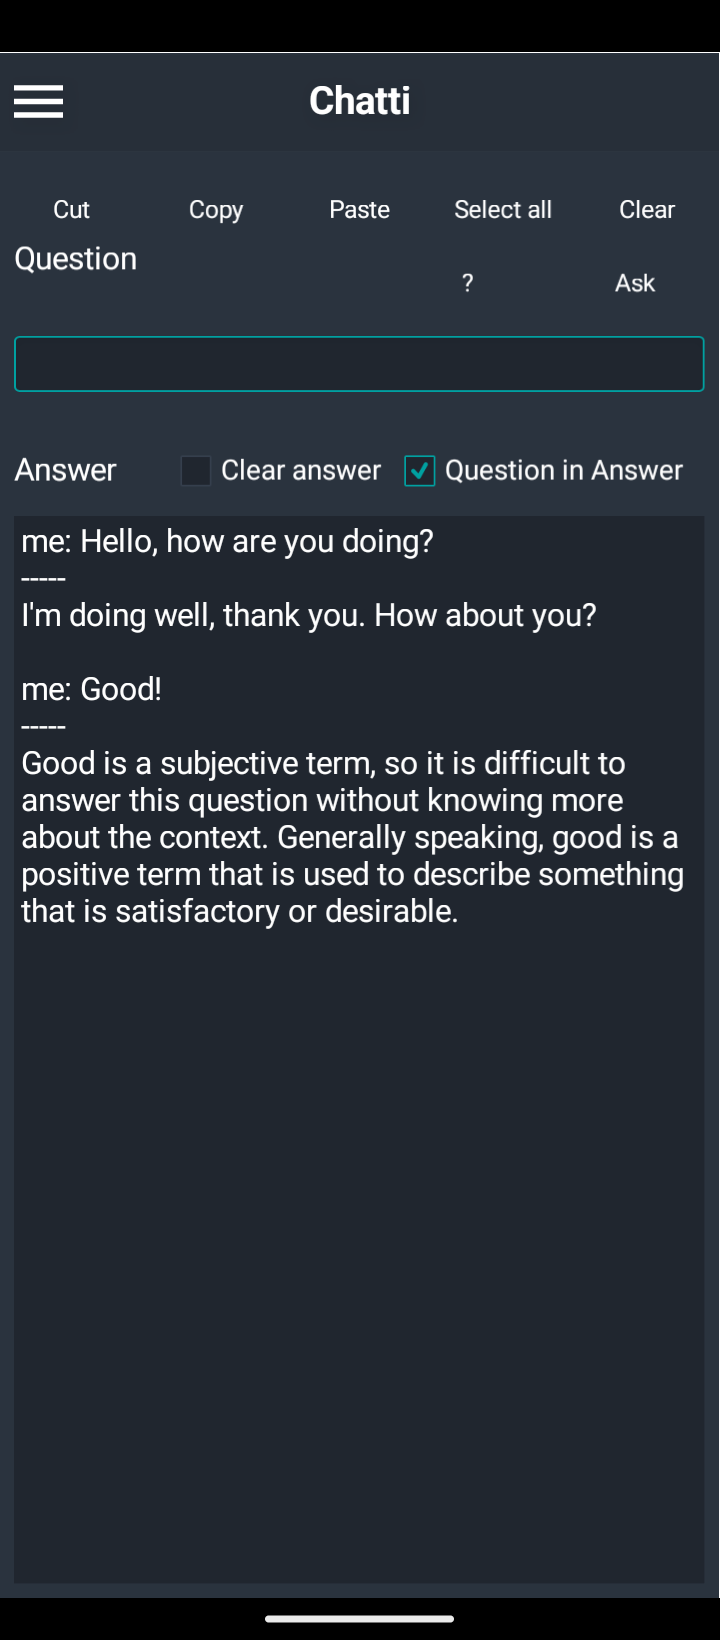 Chatti
Cut Copy Paste Select all Clear
Question
? Ask
Answer Clear answer Question in Answer
me: Hello, how are you doing?
-----
I'm doing well, thank you. How about you?
me: Good!
-----
Good is a subjective term, so it is difficult to
answer this question without knowing more
about the context. Generally speaking, good is a
positive term that is used to describe something
that is satisfactory or desirable.